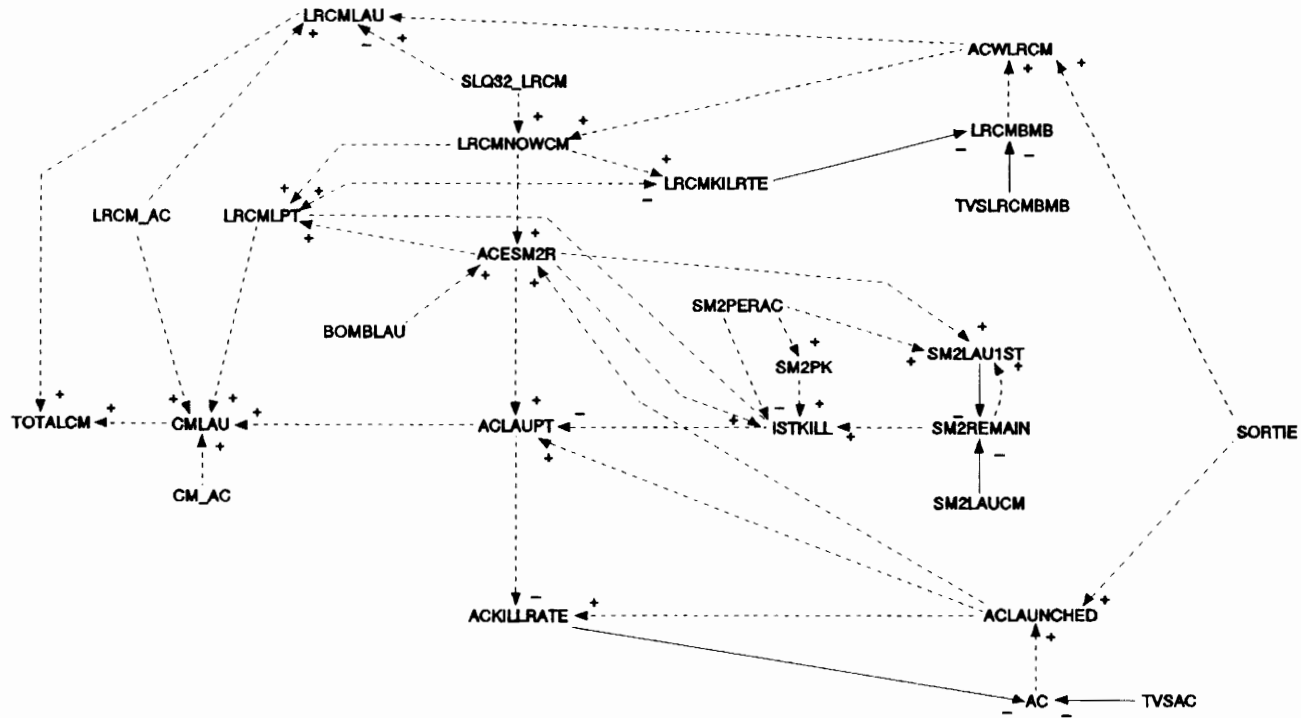 LRCMLAU
ACWLRCM
SLQ32_LRCM
LRCMNOWCM
LRCMBMB
LRCMKILRTE
TVSLRCMBMB
LRCM_AC
LRCMLPT
ACESM2R
SM2PERAC
BOMBLAU
SM2LAU1ST
SM2PK
TOTALCM
CMLAU
ACLAUPT
ISTKILL
SM2REMAIN
SORTIE
CM_AC
SM2LAUCM
ACKILLRATE
ACLAUNCHED
AC
TVSAC